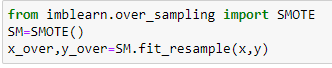 from imblearn.over_sampling import SMOTE
SM=SMOTE()
x_over,y_over=SM.fit_resample(x,y)